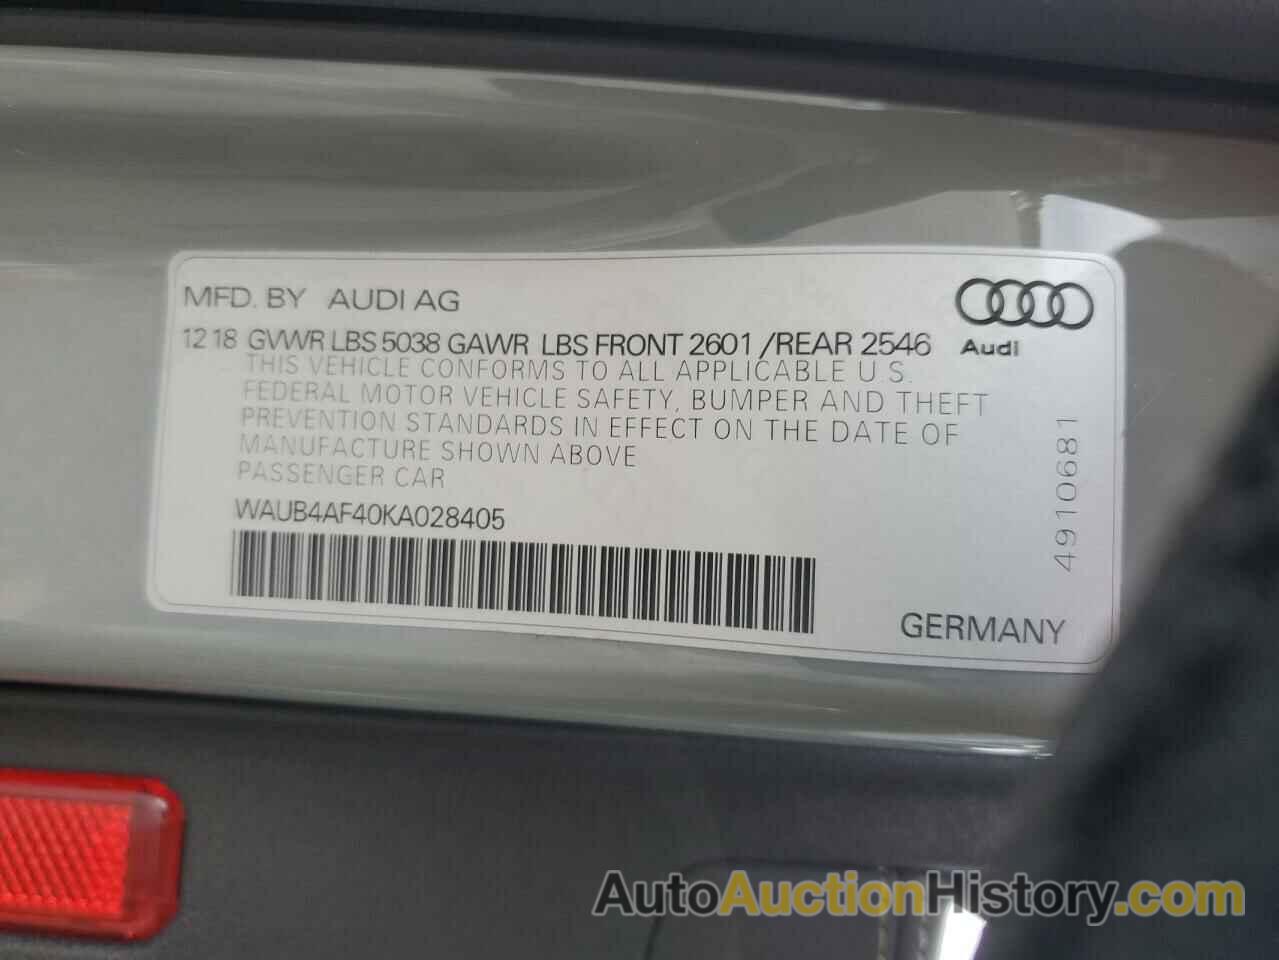 MFD. BY AUDI AG
12 18 GVWR LBS 5038 GAWR LBS FRONT 2601 /REAR 2546
Audi
THIS VEHICLE CONFORMS TO ALL APPLICABLE U.S.
FEDERAL MOTOR VEHICLE SAFETY, BUMPER AND THEFT
PREVENTION STANDARDS IN EFFECT ON THE DATE OF
MANUFACTURE SHOWN ABOVE
PASSENGER CAR
WAUB4AF40KA028405
4910681
GERMANY
AutoAuctionHistory.com